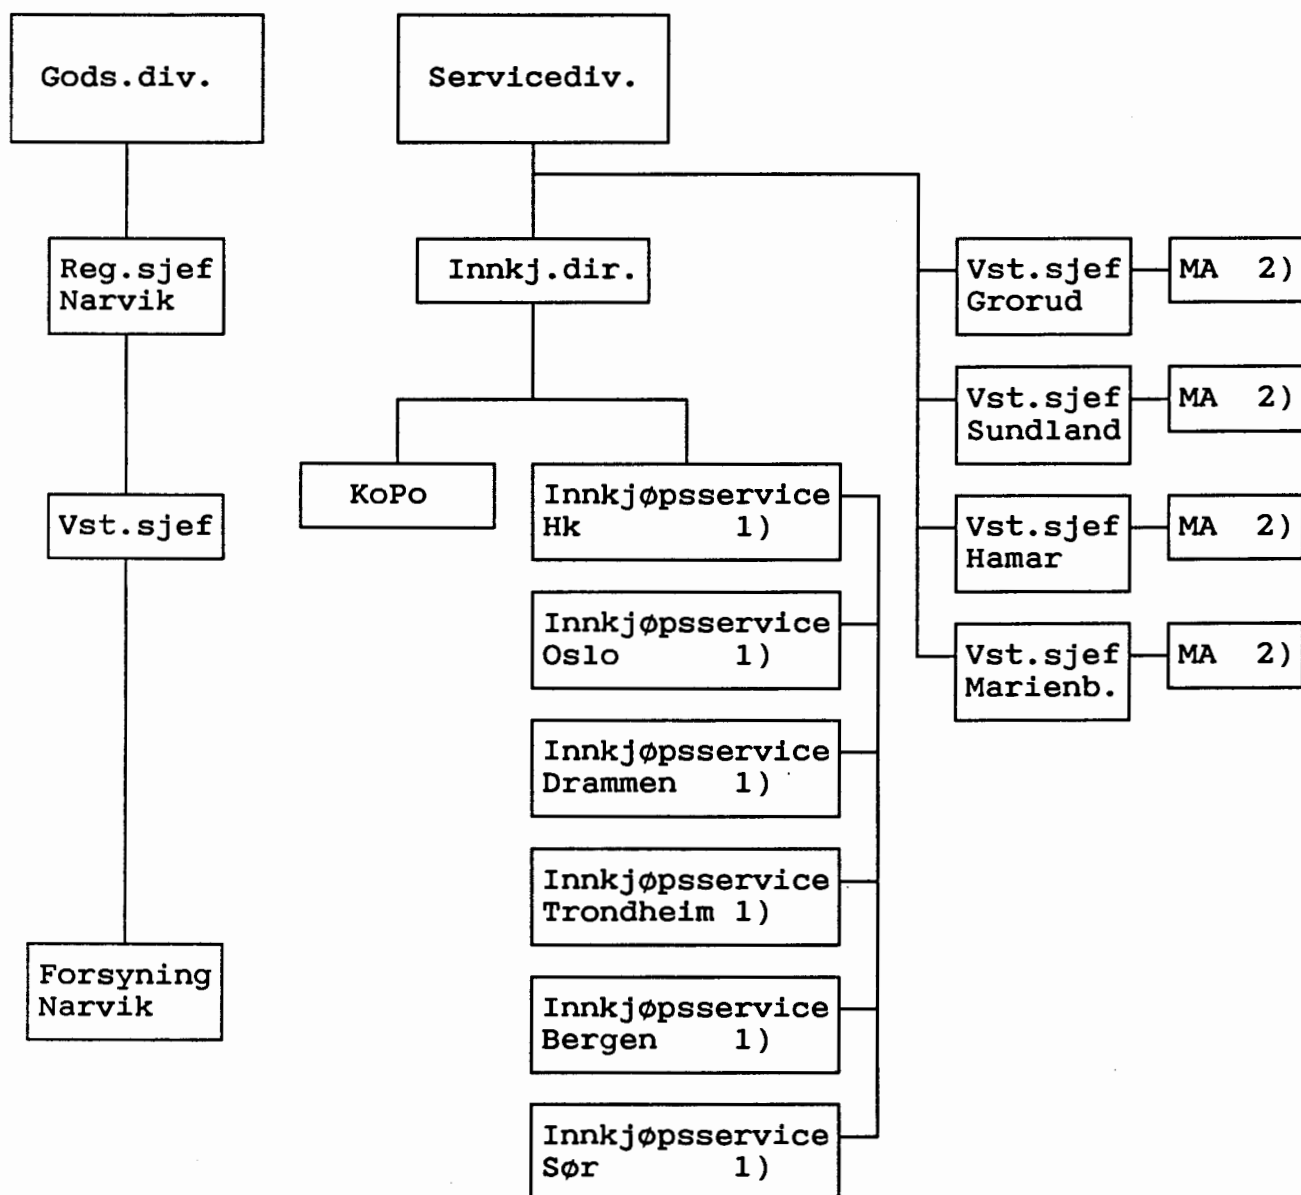 Gods.div.
Servicediv.
Reg.sjef
Narvik
Innkj.dir.
Vst.sjef
Grorud
MA 2)
Vst.sjef
Sundland
MA 2)
Vst.sjef
KoPo
Innkjøpsservice
Hk 1)
Vst.sjef
Hamar
MA 2)
Innkjøpsservice
Oslo 1)
Vst.sjef
Marienb.
MA 2)
Innkjøpsservice
Drammen 1)
Innkjøpsservice
Trondheim 1)
Forsyning
Narvik
Innkjøpsservice
Bergen 1)
Innkjøpsservice
Sør 1)